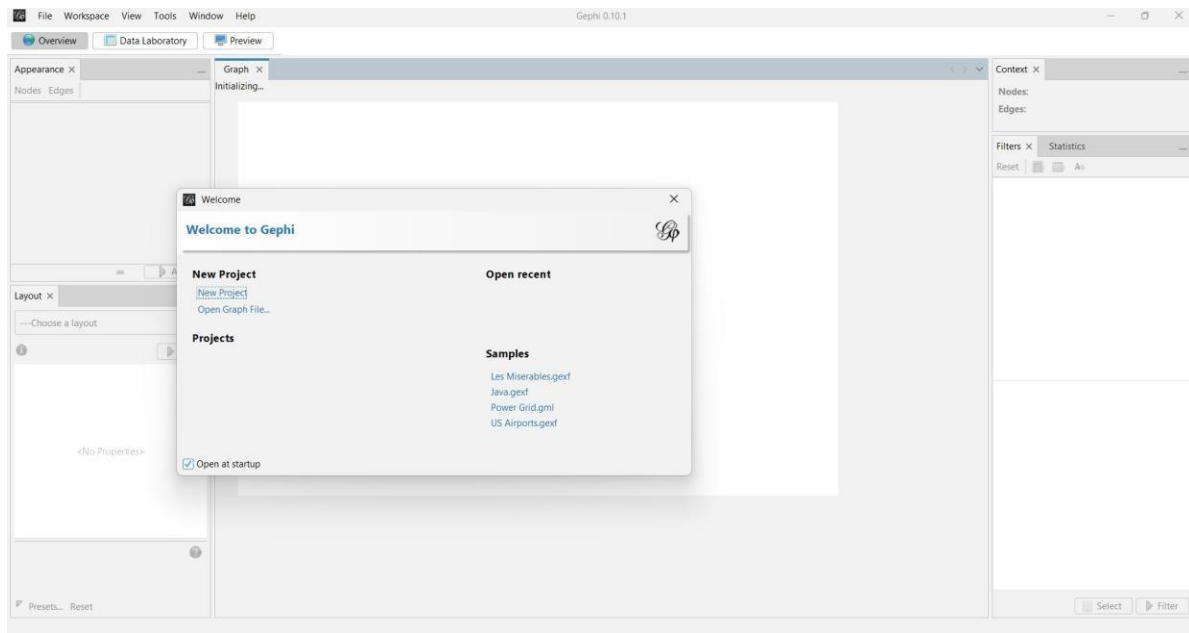 File Workspace View Tools Window Help Gephi 0.10.1
Overview Data Laboratory Preview
Appearance
Nodes Edges
Graph
Initializing...
Context
Nodes:
Edges:
Filters Statistics
Reset
Welcome
Welcome to Gephi
New Project
New Project
Open Graph File...
Projects
Open recent
Samples
Les Miserables.gexf
Java.gexf
Power Grid.gml
US Airports.gexf
Open at startup
Layout
---Choose a layout
<No Properties>
Presets... Reset
Select Filter